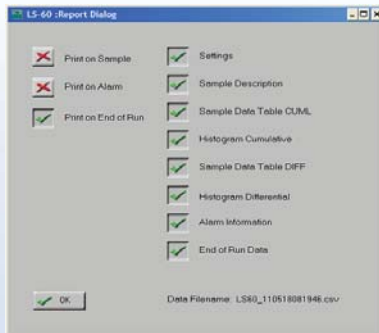 LS-60 :Report Dialog
Print on Sample
Print on Alarm
Print on End of Run
Settings
Sample Description
Sample Data Table CUML
Histogram Cumulative
Sample Data Table DIFF
Histogram Differential
Alarm Information
End of Run Data
OK
Data Filename: LS60_110518081946.csv